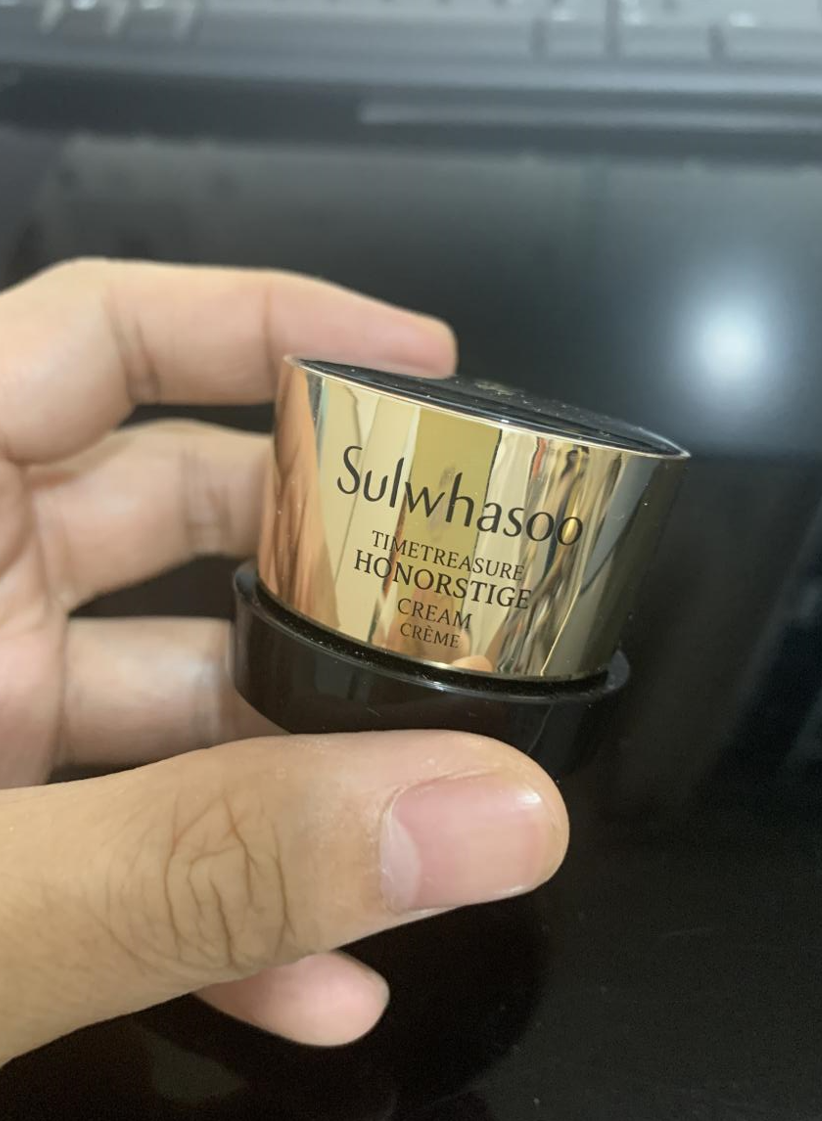 Sulwhasoo
TIMETREASURE
HONORSTIGE
CREAM
CRÈME